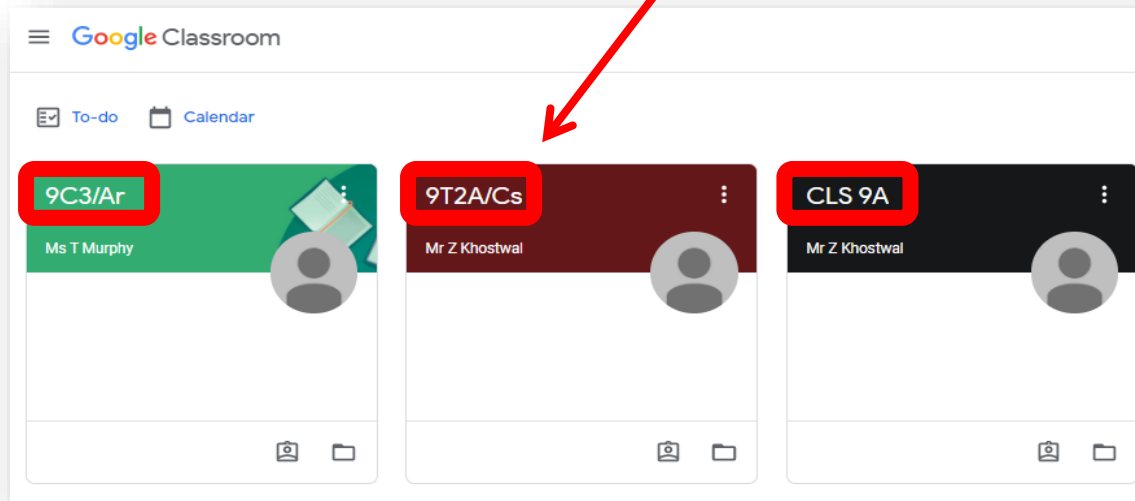 Google Classroom
To-do Calendar
9C3/Ar
Ms T Murphy
9T2A/Cs
Mr Z Khostwal
CLS 9A
Mr Z Khostwal